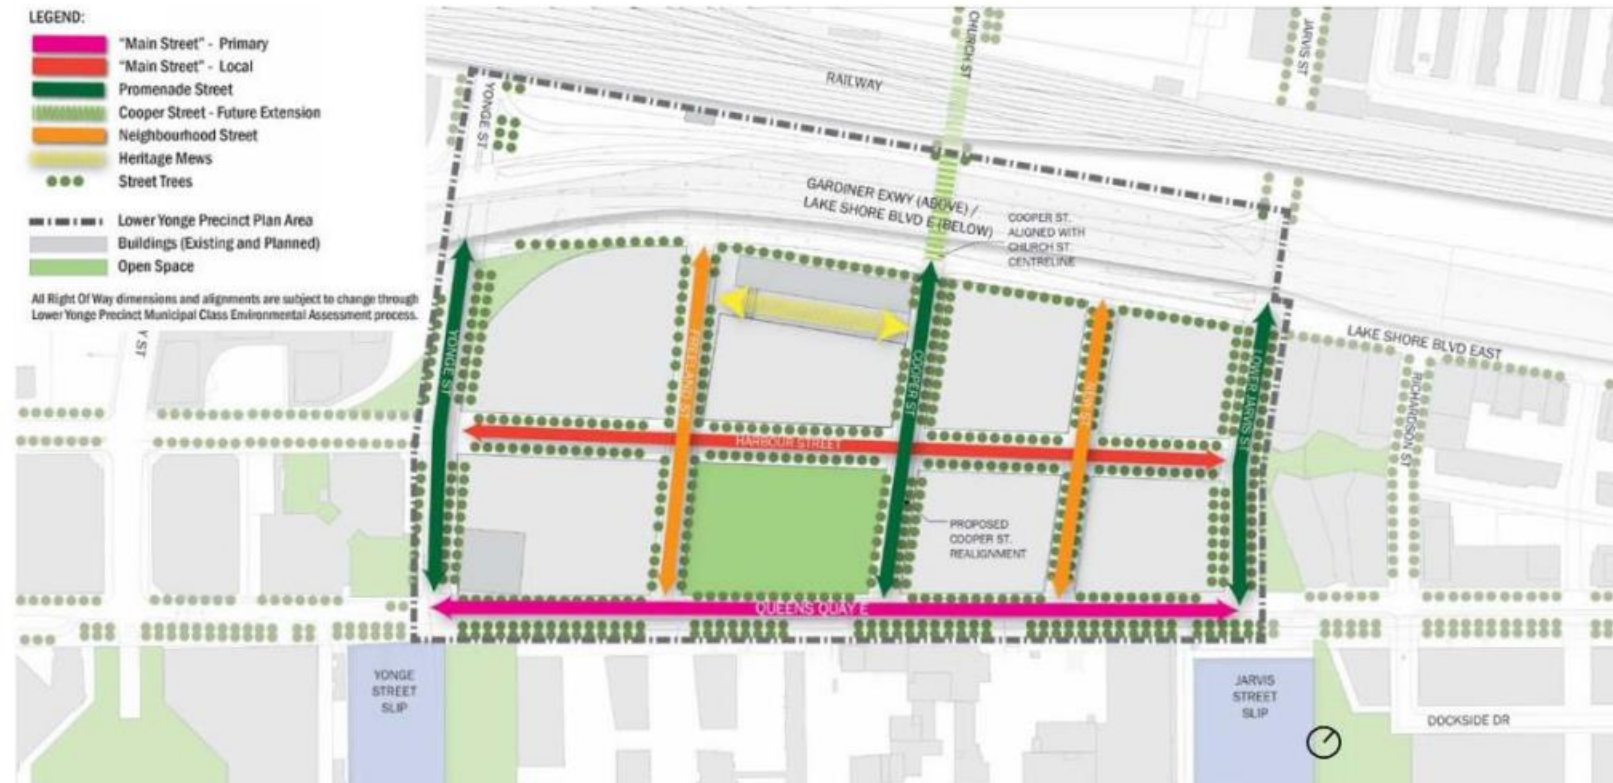 LEGEND:
"Main Street" - Primary
"Main Street" - Local
Promenade Street
Cooper Street - Future Extension
Neighbourhood Street
Heritage Mews
Street Trees
Lower Yonge Precinct Plan Area
Buildings (Existing and Planned)
Open Space
All Right Of Way dimensions and alignments are subject to change through
Lower Yonge Precinct Municipal Class Environmental Assessment process.
CHURCH ST
JARVIS ST
RAILWAY
YONGE ST
GARDINER EXWY (ABOVE) /
LAKE SHORE BLVD E (BELOW)
COOPER ST.
ALIGNED WITH
CHURCH ST.
CENTRELINE
Y ST
YONGE ST
FREELAND ST
COOPER ST
NEW ST
LOWER JARVIS ST
LAKE SHORE BLVD EAST
RICHARDSON ST
HARBOUR STREET
PROPOSED
COOPER ST.
REALIGNMENT
QUEENS QUAY E
YONGE
STREET
SLIP
JARVIS
STREET
SLIP
DOCKSIDE DR